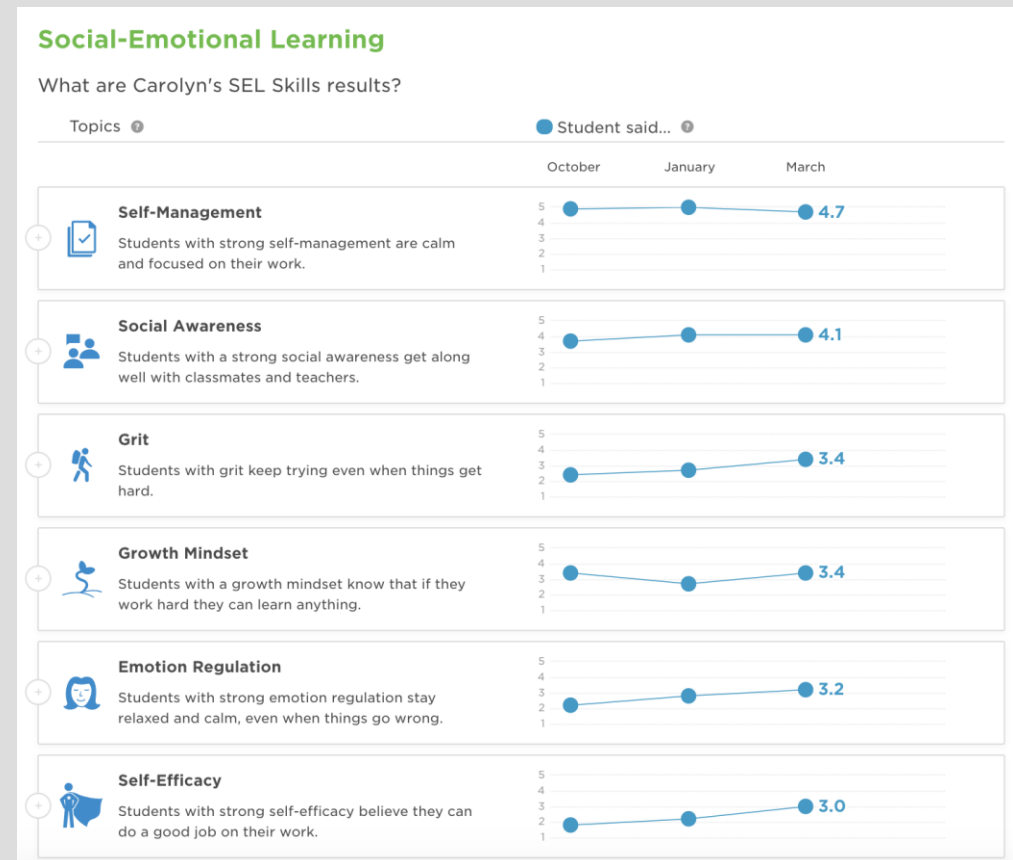 Social-Emotional Learning
What are Carolyn's SEL Skills results?
Topics ?
Student said... ?
October January March
Self-Management
Students with strong self-management are calm
and focused on their work.
5
4
3
2
1
4.7
Social Awareness
Students with a strong social awareness get along
well with classmates and teachers.
5
4
3
2
1
4.1
Grit
Students with grit keep trying even when things get
hard.
5
4
3
2
1
3.4
Growth Mindset
Students with a growth mindset know that if they
work hard they can learn anything.
5
4
3
2
1
3.4
Emotion Regulation
Students with strong emotion regulation stay
relaxed and calm, even when things go wrong.
5
4
3
2
1
3.2
Self-Efficacy
Students with strong self-efficacy believe they can
do a good job on their work.
5
4
3
2
1
3.0